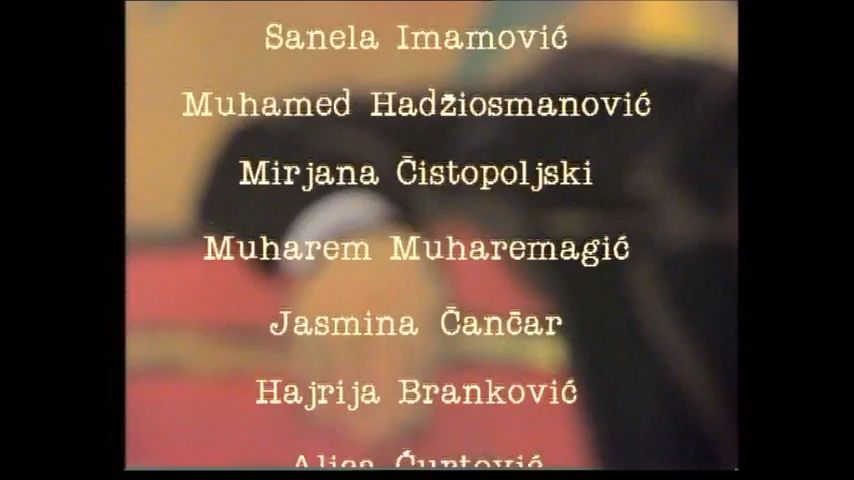 Sanela Imamović
Muhamed Hadžiosmanović
Mirjana Čistopoljski
Muharem Muharemagić
Jasmina Čančar
Hajrija Branković